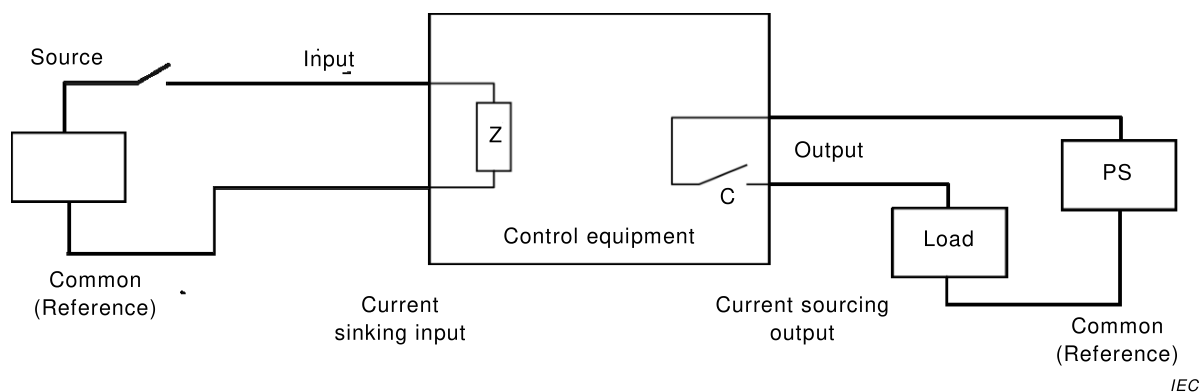 Source
Input
Z
Output
PS
C
Load
Control equipment
Common
(Reference)
Current
sinking input
Current sourcing
output
Common
(Reference)
IEC